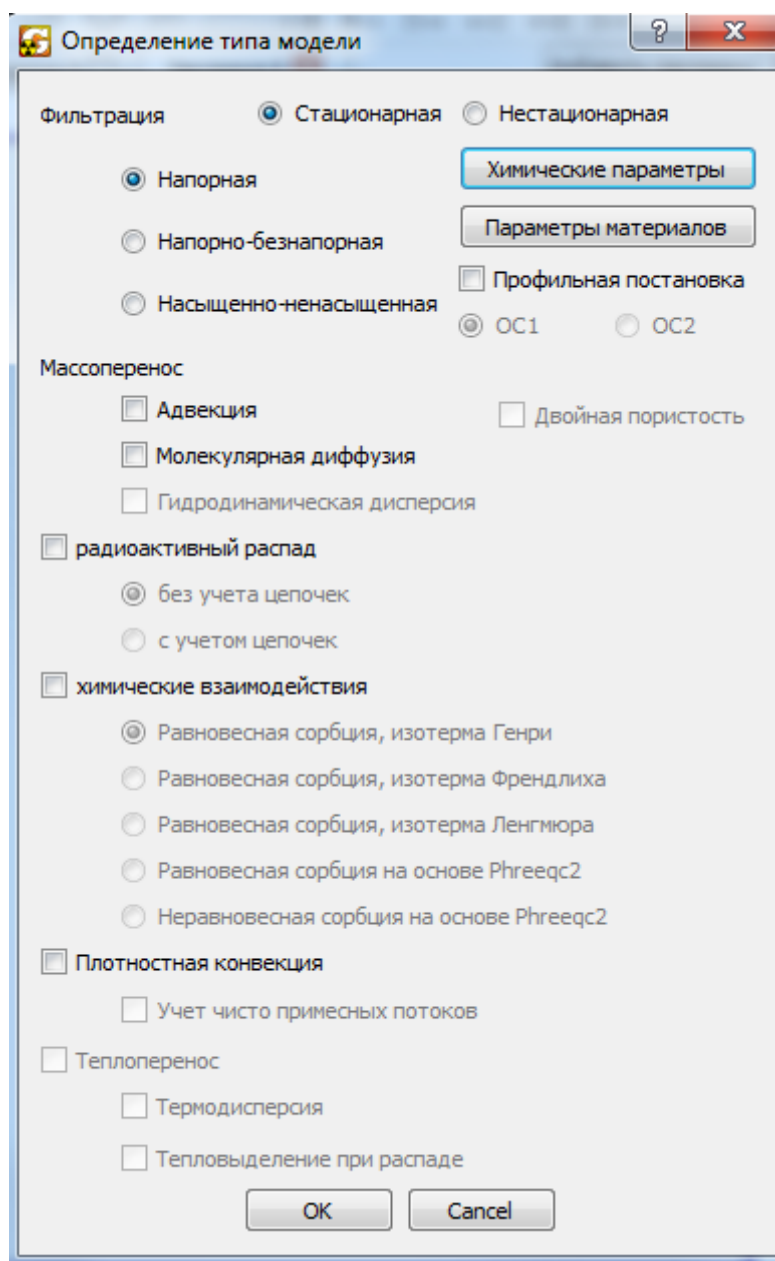 Определение типа модели
?
X
Фильтрация
Стационарная
Нестационарная
Напорная
Химические параметры
Напорно-безнапорная
Параметры материалов
Насыщенно-ненасыщенная
Профильная постановка
ОС1
ОС2
Массоперенос
Адвекция
Двойная пористость
Молекулярная диффузия
Гидродинамическая дисперсия
радиоактивный распад
без учета цепочек
с учетом цепочек
химические взаимодействия
Равновесная сорбция, изотерма Генри
Равновесная сорбция, изотерма Френдлиха
Равновесная сорбция, изотерма Ленгмюра
Равновесная сорбция на основе Phreeqc2
Неравновесная сорбция на основе Phreeqc2
Плотностная конвекция
Учет чисто примесных потоков
Теплоперенос
Термодисперсия
Тепловыделение при распаде
OK
Cancel